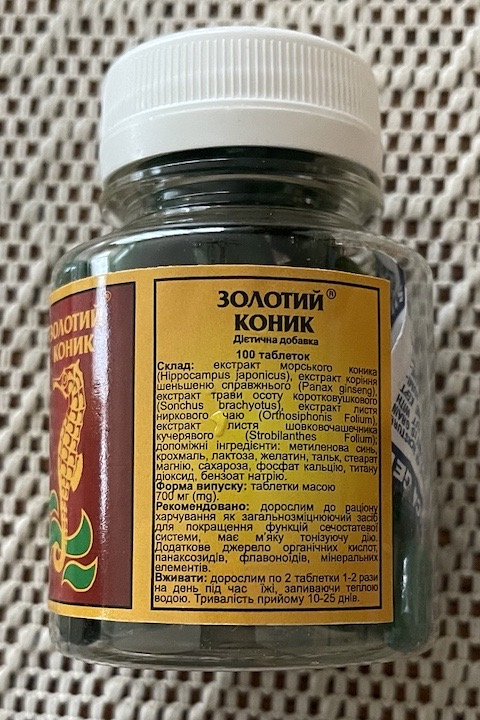 ЗОЛОТИЙ
КОНИК
ЗОЛОТИЙ®
КОНИК
Дієтична добавка
100 таблеток
Склад: екстракт морського коника
(Hippocampus japonicus), екстракт коріння
шеньшеню справжнього (Panax ginseng),
екстракт трави осоту коротковушкового
(Sonchus brachyotus), екстракт листя
ниркового чаю (Orthosiphonis Folium),
екстракт листя шовковочашечника
кучерявого (Strobilanthes Folium);
допоміжні інгредієнти: метиленова синь,
крохмаль, лактоза, желатин, тальк, стеарат
магнію, сахароза, фосфат кальцію, титану
діоксид, бензоат натрію.
Форма випуску: таблетки масою
700 мг (mg).
Рекомендовано: дорослим до раціону
харчування як загальнозміцнюючий засіб
для покращення функцій сечостатевої
системи, має м'яку тонізуючу дію.
Додаткове джерело органічних кислот,
панаксозидів, флавоноїдів, мінеральних
елементів.
Вживати: дорослим по 2 таблетки 1-2 рази
на день під час їжі, запиваючи теплою
водою. Тривалість прийому 10-25 днів.